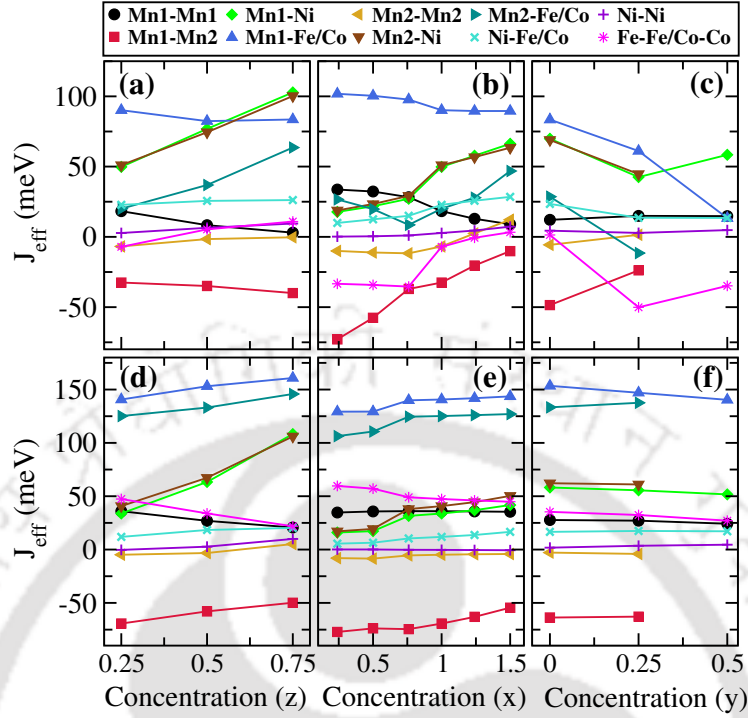 Mn1-Mn1 Mn1-Ni Mn2-Mn2 Mn2-Fe/Co Ni-Ni
Mn1-Mn2 Mn1-Fe/Co Mn2-Ni Ni-Fe/Co Fe-Fe/Co-Co
(a) (b) (c)
100
50
0
-50
J_eff (meV)
(d) (e) (f)
150
100
50
0
-50
J_eff (meV)
0.25 0.5 0.75 0.5 1 1.5 0 0.25 0.5
Concentration (z) Concentration (x) Concentration (y)